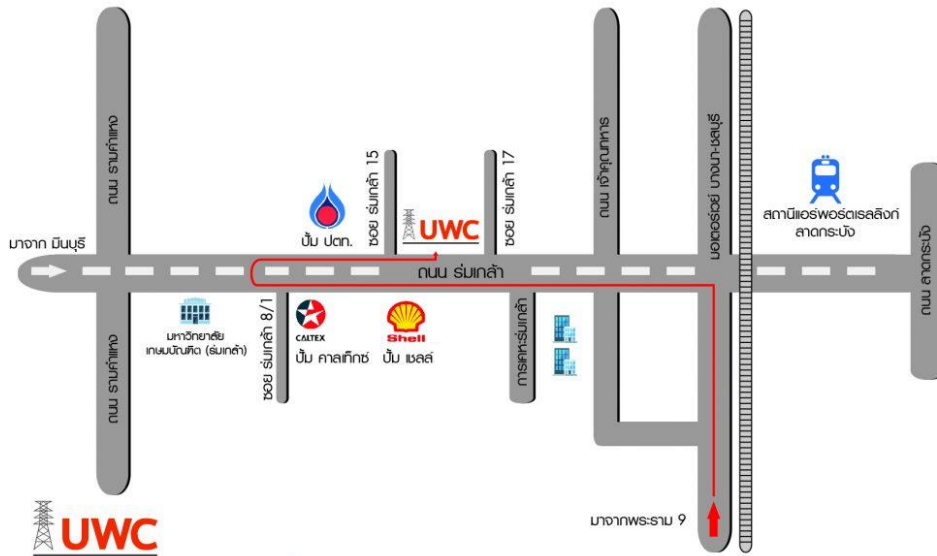 ถนน รามคำแหง
ซอย ร่มเกล้า 15
ซอย ร่มเกล้า 17
ถนน เจ้าคุณทหาร
มอเตอร์เวย์ บางนา-ชลบุรี
สถานีแอร์พอร์ตเรลลิงก์
ลาดกระบัง
ถนน ลาดกระบัง
ปั๊ม ปตท.
UWC
มาจาก มีนบุรี
ถนน ร่มเกล้า
มหาวิทยาลัย
เกษมบัณฑิต (ร่มเกล้า)
ถนน รามคำแหง
ซอย ร่มเกล้า 8/1
CALTEX
ปั๊ม คาลเท็กซ์
Shell
ปั๊ม เชลล์
การเคหะร่มเกล้า
มาจากพระราม 9
UWC